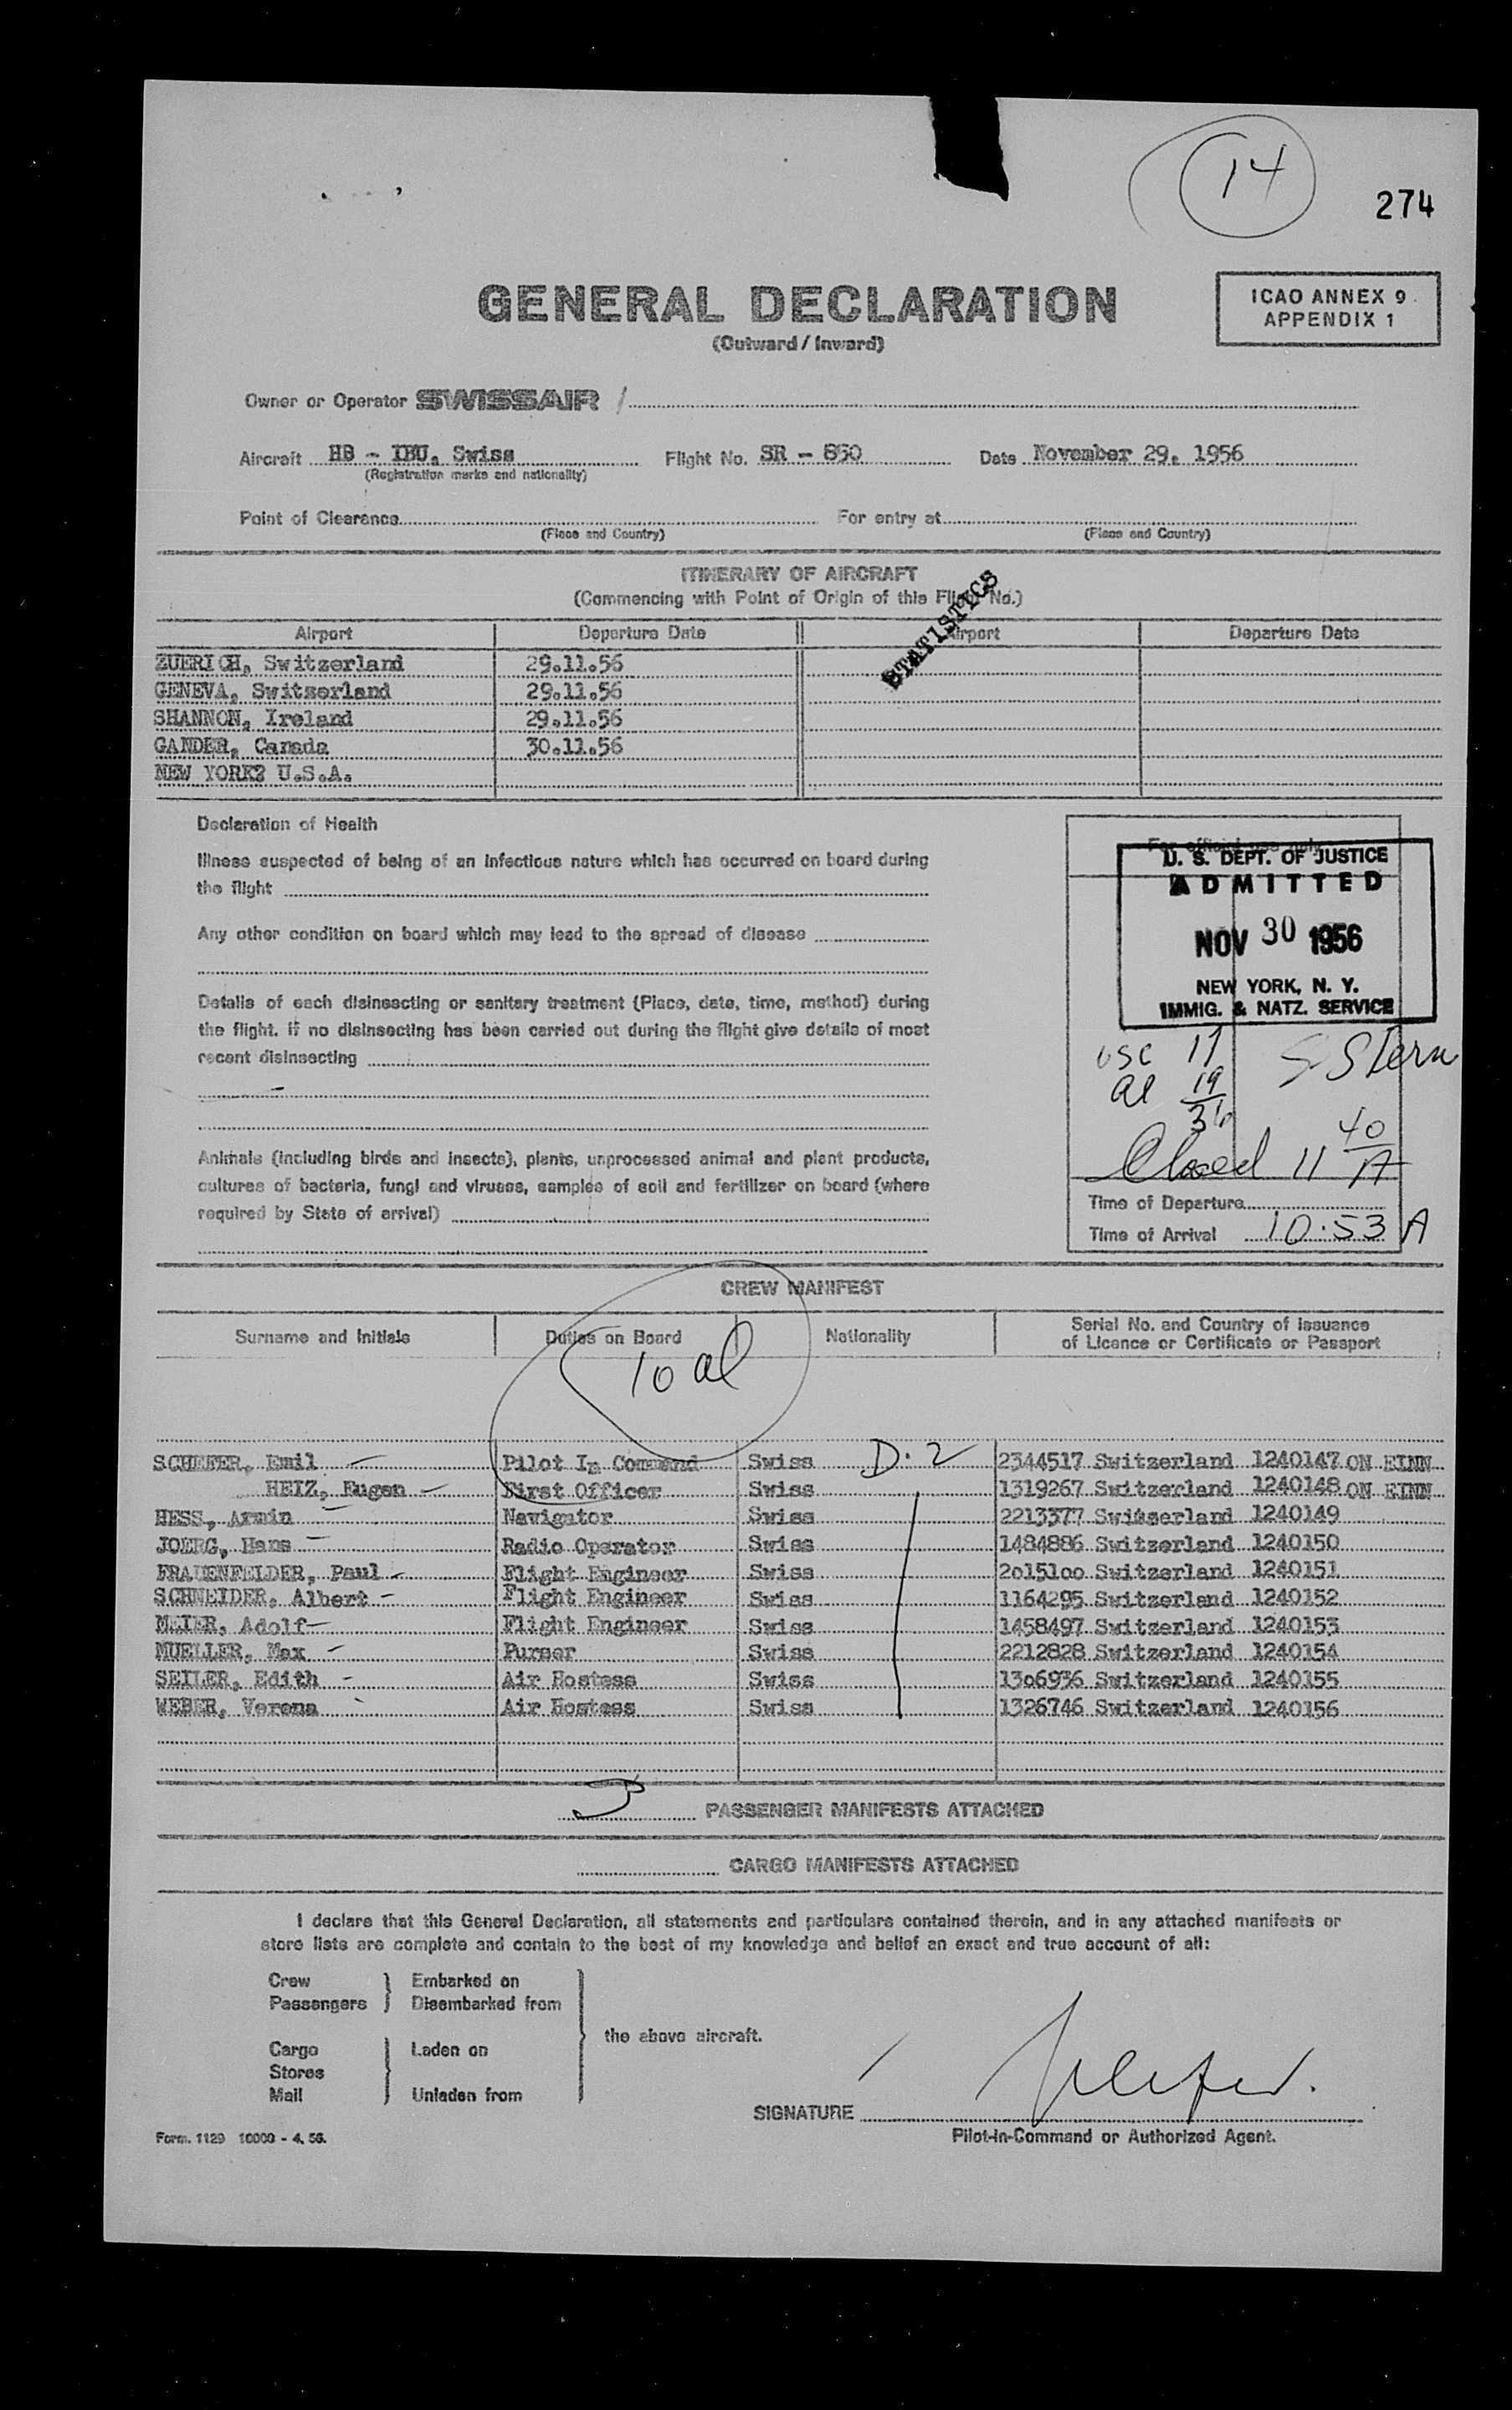 14
274
GENERAL DECLARATION
(Outward / Inward)
ICAO ANNEX 9
APPENDIX 1
Owner or Operator SWISSAIR
Aircraft HB - IBU. Swiss Flight No. SR - 850 Date November 29. 1956
(Registration marks and nationality)
Point of Clearance For entry at
(Place and Country) (Place and Country)
ITINERARY OF AIRCRAFT
(Commencing with Point of Origin of this Flight No.)
STATISTICS
Airport Departure Date Airport Departure Date
ZUERICH, Switzerland 29.11.56
GENEVA, Switzerland 29.11.56
SHANNON, Ireland 29.11.56
GANDER, Canada 30.11.56
NEW YORK? U.S.A.
Declaration of Health
Illness suspected of being of an infectious nature which has occurred on board during
the flight
Any other condition on board which may lead to the spread of disease
Details of each disinsecting or sanitary treatment (Place, date, time, method) during
the flight. If no disinsecting has been carried out during the flight give details of most
recent disinsecting
Animals (including birds and insects), plants, unprocessed animal and plant products,
cultures of bacteria, fungi and viruses, samples of soil and fertilizer on board (where
required by State of arrival)
For official use only
U. S. DEPT. OF JUSTICE
ADMITTED
NOV 30 1956
NEW YORK, N. Y.
IMMIG. & NATZ. SERVICE
USC 17
al 19
36
S Stern
Closed 11 40 A
Time of Departure
Time of Arrival 10:53 A
CREW MANIFEST
Surname and Initials Duties on Board Nationality Serial No. and Country of Issuance
of Licence or Certificate or Passport
10 al
SCHEFER, Emil Pilot In Command Swiss D.2 2344517 Switzerland 1240147 ON EINN
HEIZ, Eugen First Officer Swiss 1319267 Switzerland 1240148 ON EINN
HESS, Armin Navigator Swiss 2213377 Switserland 1240149
JOERG, Hans Radio Operator Swiss 1484886 Switzerland 1240150
FRAUENFELDER, Paul Flight Engineer Swiss 2o151oo Switzerland 1240151
SCHNEIDER, Albert Flight Engineer Swiss 1164295 Switzerland 1240152
MEIER, Adolf Flight Engineer Swiss 1458497 Switzerland 1240153
MUELLER, Max Purser Swiss 2212828 Switzerland 1240154
SEILER, Edith Air Hostess Swiss 13o6936 Switzerland 1240155
WEBER, Verena Air Hostess Swiss 1326746 Switzerland 1240156
PASSENGER MANIFESTS ATTACHED
CARGO MANIFESTS ATTACHED
I declare that this General Declaration, all statements and particulars contained therein, and in any attached manifests or
store lists are complete and contain to the best of my knowledge and belief an exact and true account of all:
Crew Embarked on
Passengers Disembarked from
the above aircraft.
Cargo Laden on
Stores
Mail Unladen from
SIGNATURE
Pilot-in-Command or Authorized Agent.
Form. 1129 10000 - 4. 56.